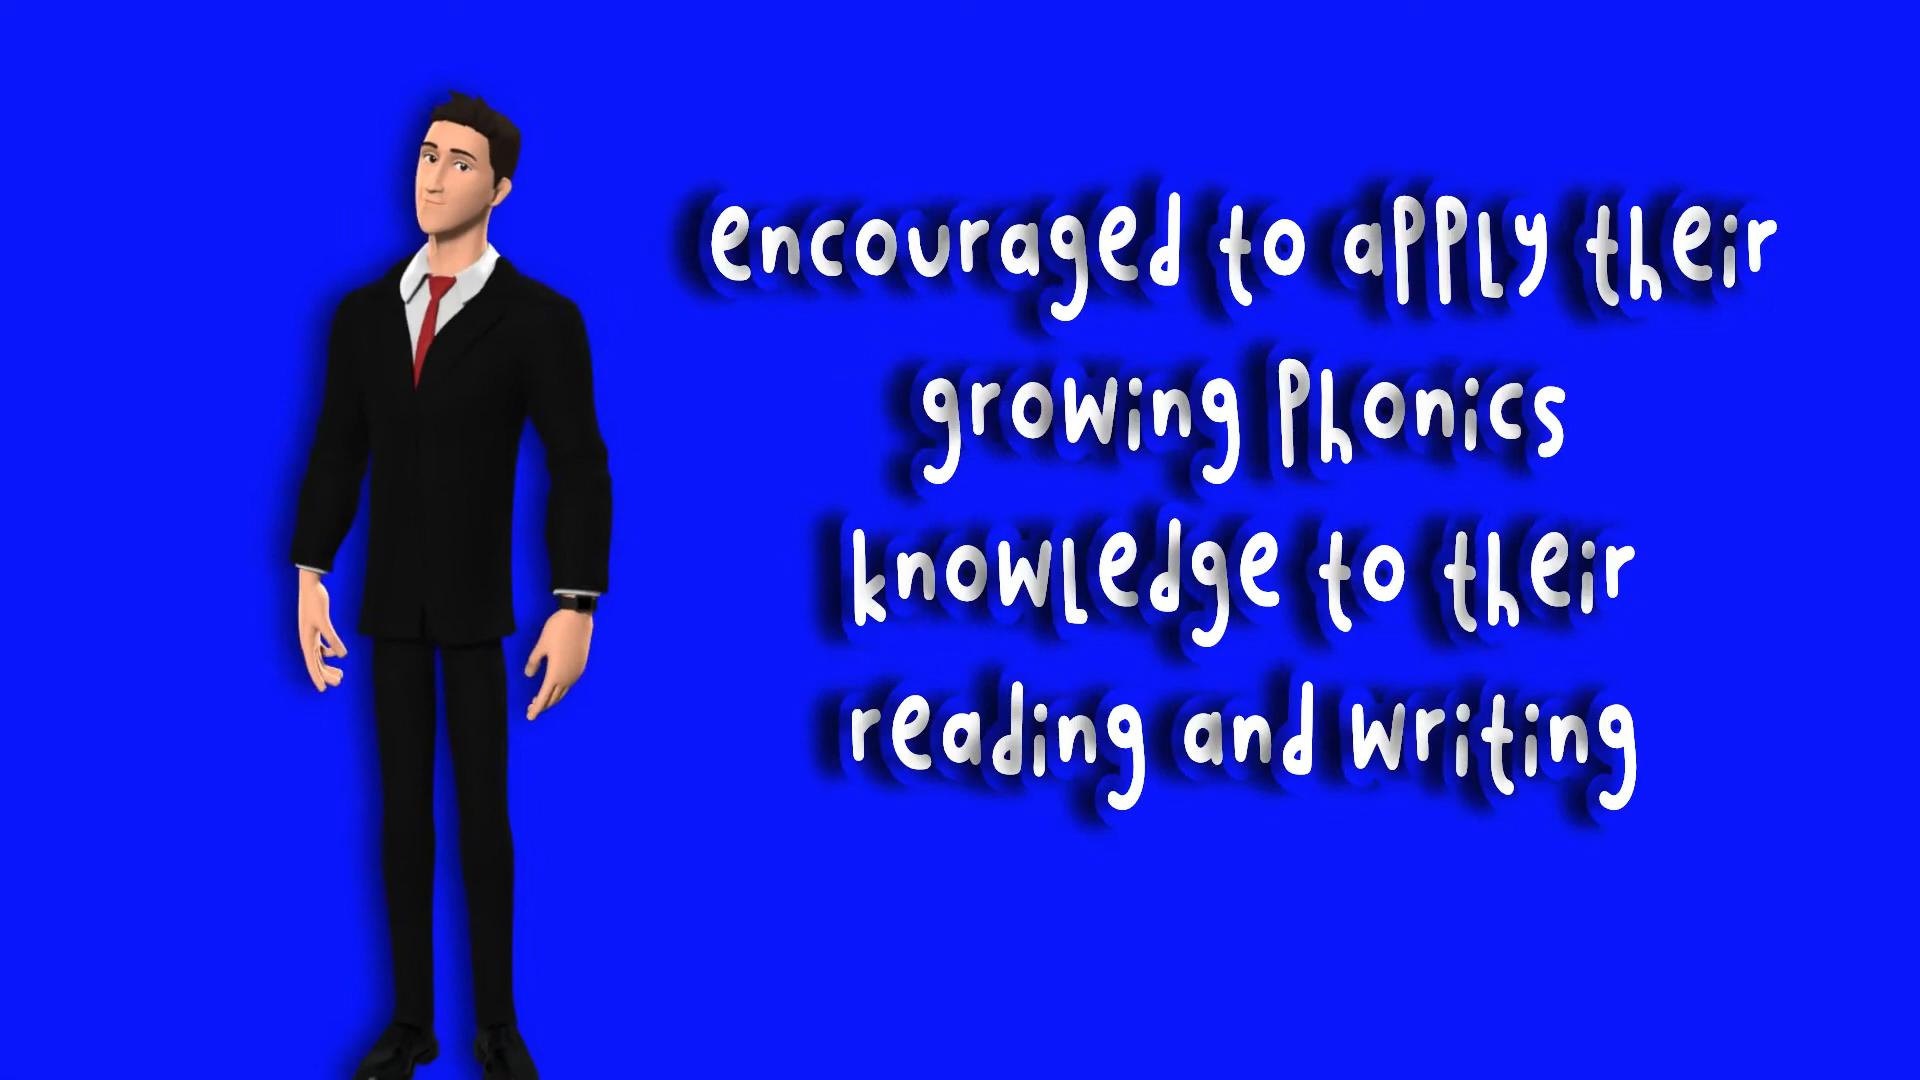 encouraged to apply their
growing phonics
knowledge to their
reading and writing